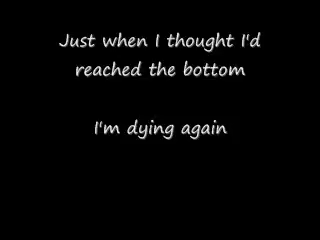 Just when I thought I'd
reached the bottom
I'm dying again